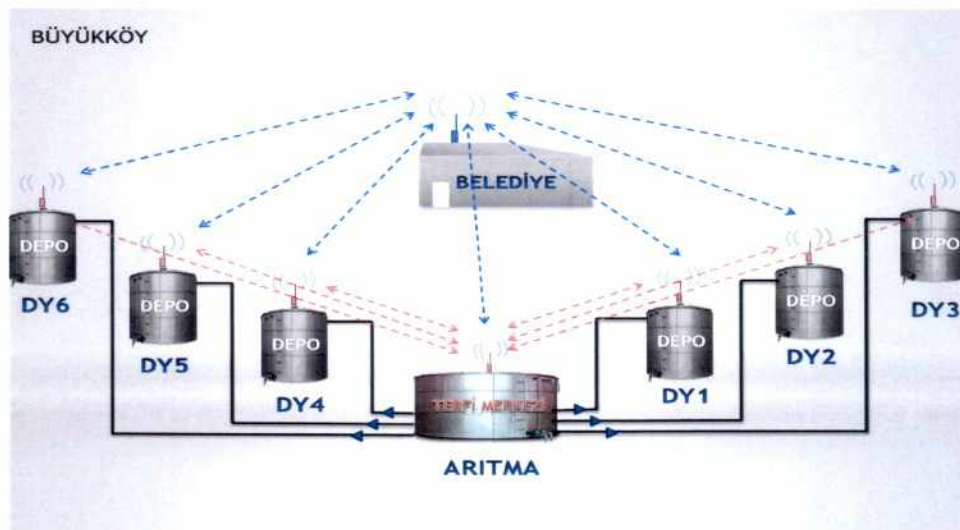 BÜYÜKKÖY
BELEDİYE
DEPO
DY6
DEPO
DY5
DEPO
DY4
DEPO
DY1
DEPO
DY2
DEPO
DY3
TERFİ MERKEZİ
ARITMA